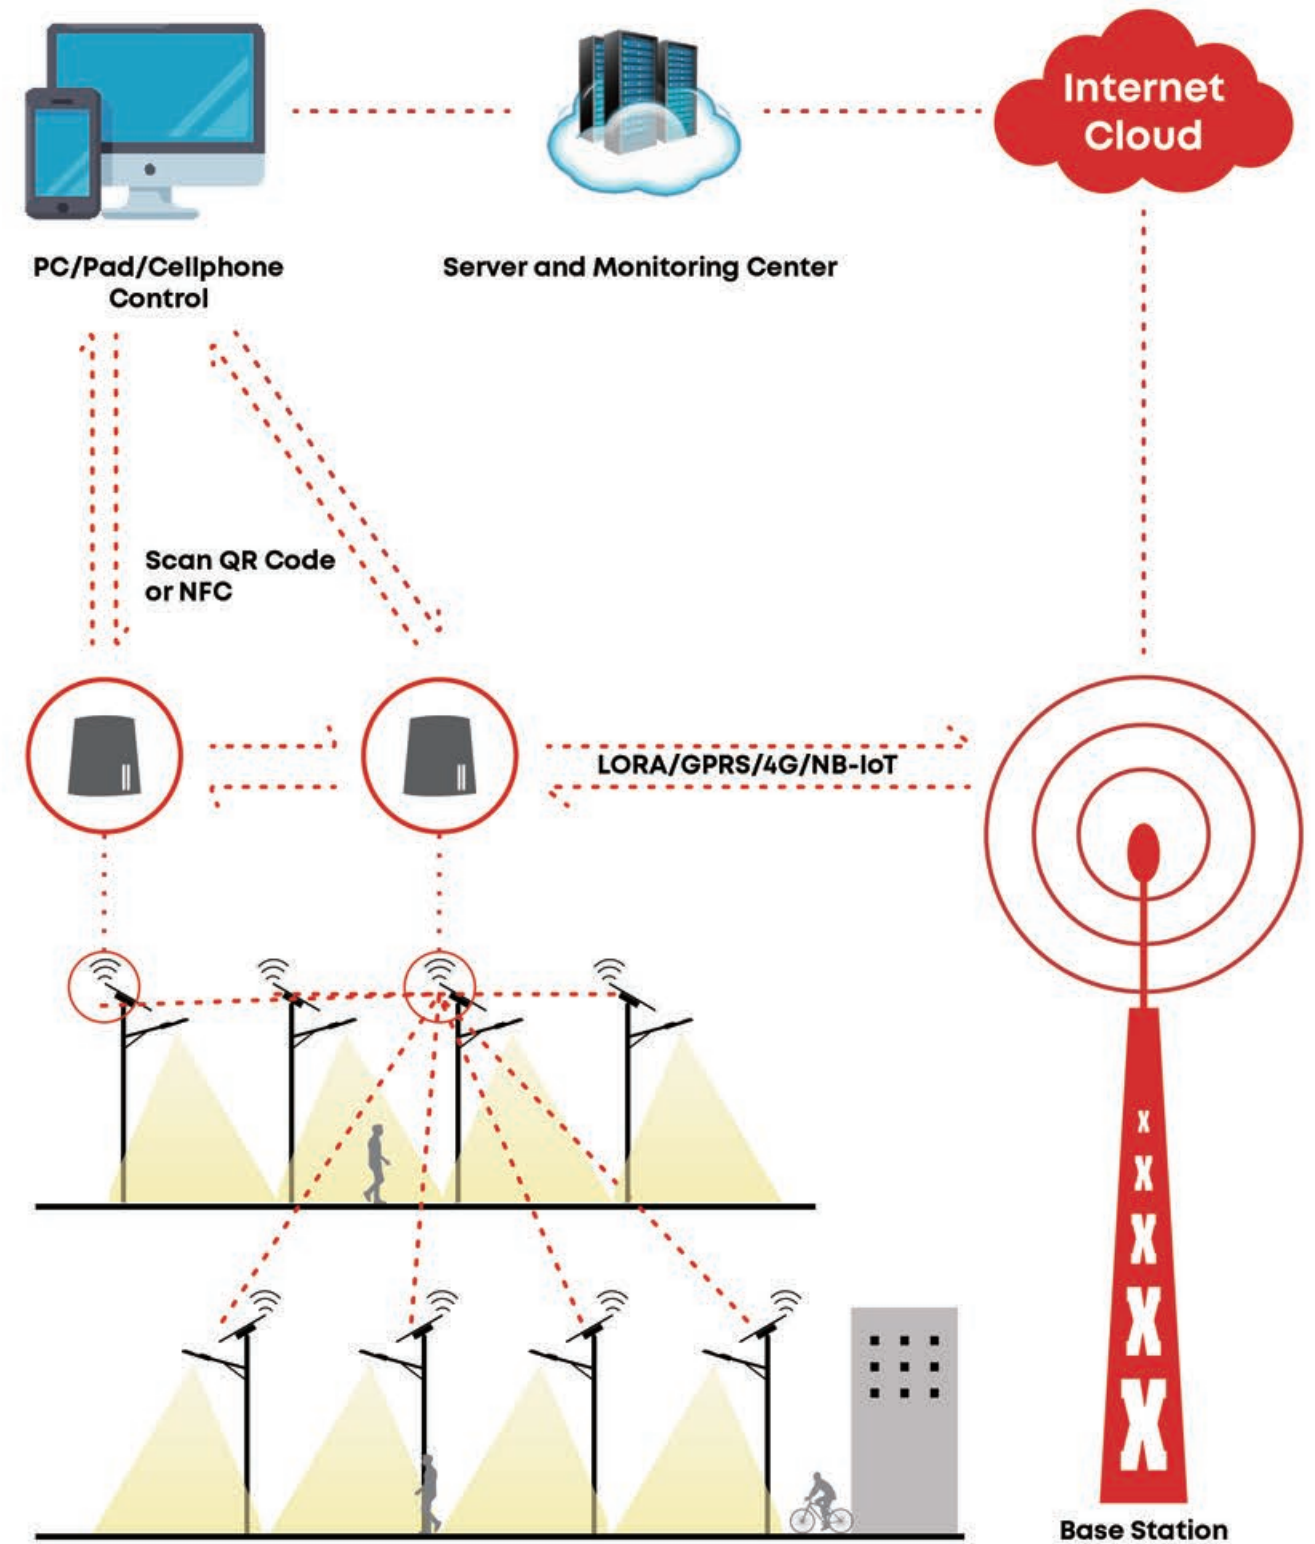 Internet
Cloud
PC/Pad/Cellphone
Control
Server and Monitoring Center
Scan QR Code
or NFC
LORA/GPRS/4G/NB-IoT
Base Station